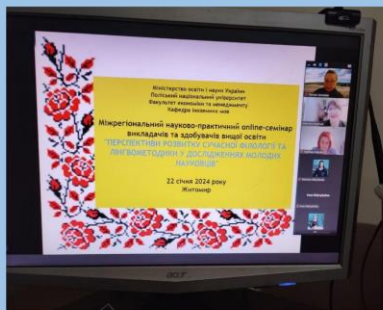 Міністерство освіти і науки України
Поліський національний університет
Факультет економіки та менеджменту
Кафедра іноземних мов
Міжрегіональний науково-практичний online-семінар
викладачів та здобувачів вищої освіти
"ПЕРСПЕКТИВИ РОЗВИТКУ СУЧАСНОЇ ФІЛОЛОГІЇ ТА
ЛІНГВОМЕТОДИКИ У ДОСЛІДЖЕННЯХ МОЛОДИХ
НАУКОВЦІВ"
22 січня 2024 року
Житомир
acer